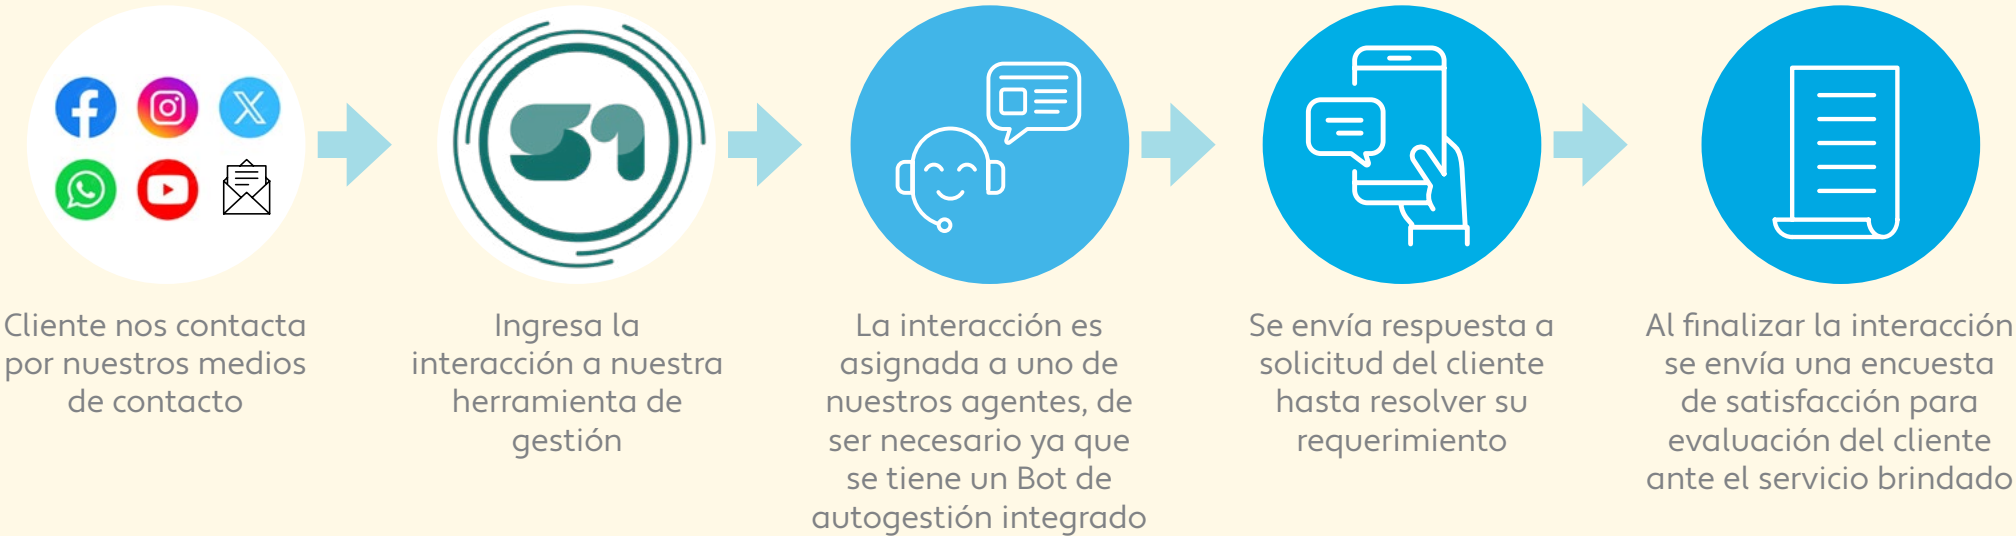 S1
Cliente nos contacta
por nuestros medios
de contacto
Ingresa la
interacción a nuestra
herramienta de
gestión
La interacción es
asignada a uno de
nuestros agentes, de
ser necesario ya que
se tiene un Bot de
autogestión integrado
Se envía respuesta a
solicitud del cliente
hasta resolver su
requerimiento
Al finalizar la interacción
se envía una encuesta
de satisfacción para
evaluación del cliente
ante el servicio brindado